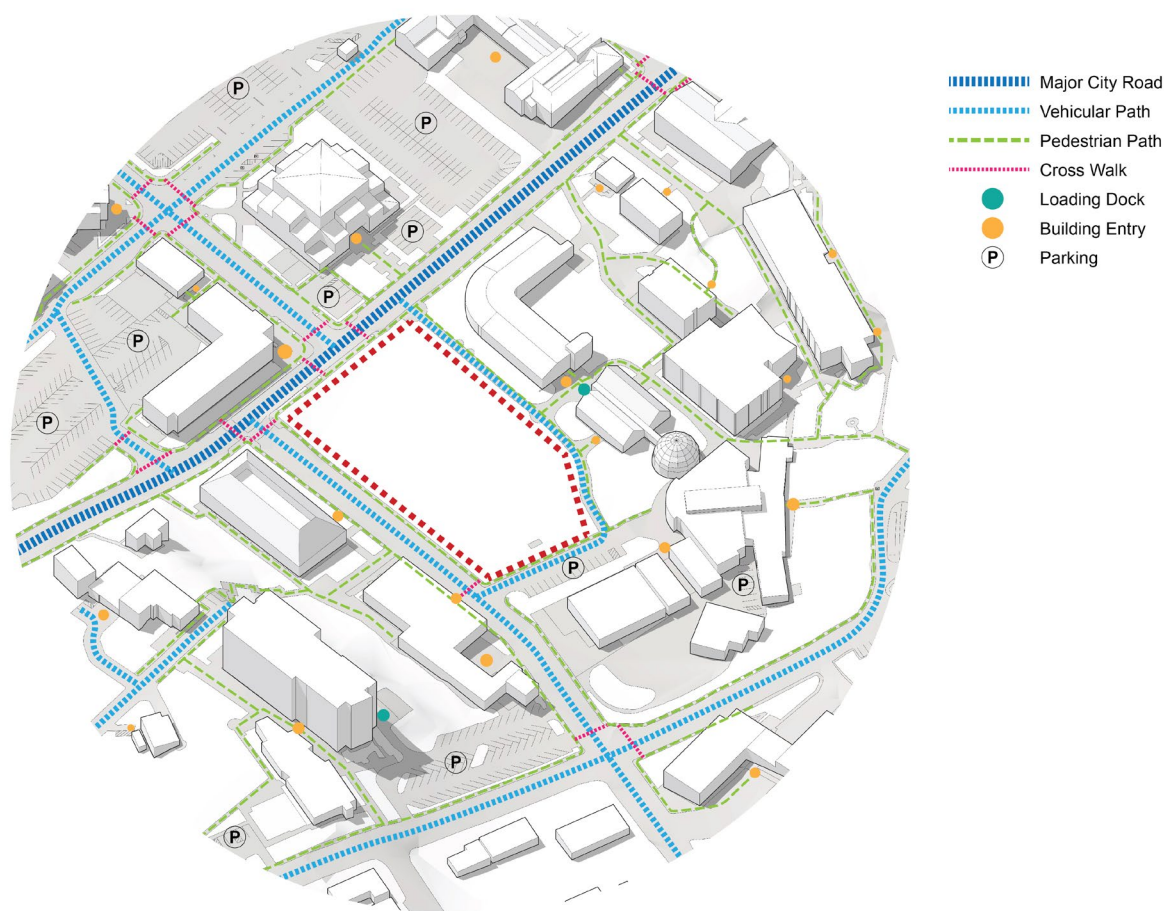 P
P
Major City Road
Vehicular Path
Pedestrian Path
Cross Walk
Loading Dock
Building Entry
P Parking
P
P
P
P
P
P
P
P